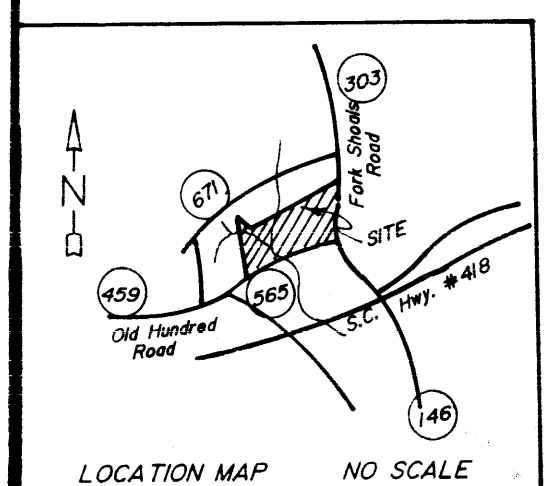 303
Fork Shoals
Road
671
N
SITE
459
565
S.C. Hwy. #418
Old Hundred
Road
146
LOCATION MAP NO SCALE